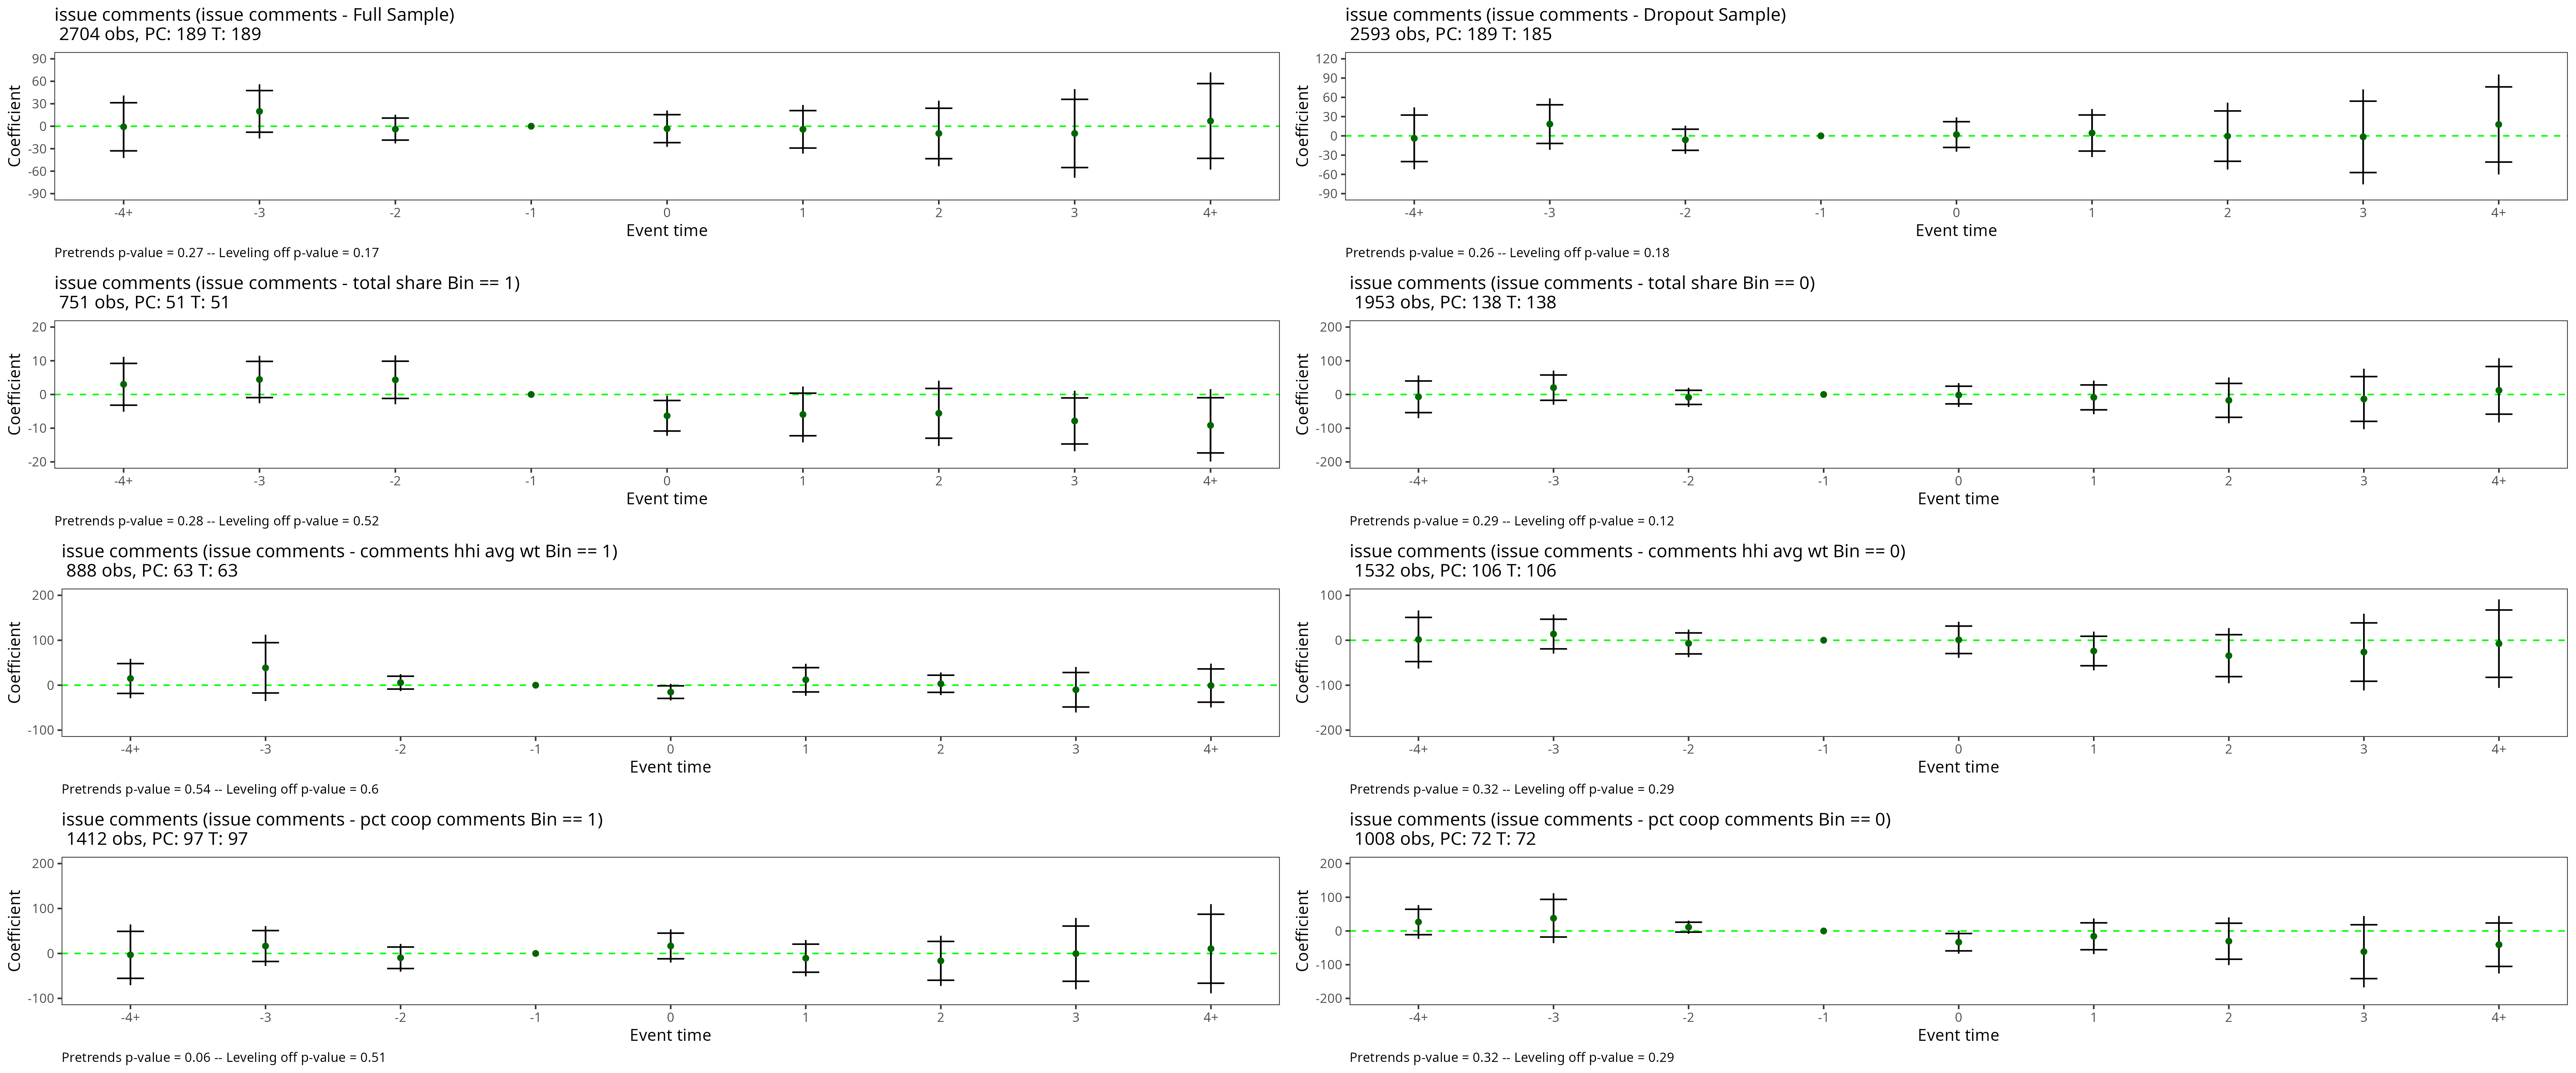 issue comments (issue comments - Full Sample)
2704 obs, PC: 189 T: 189
90
60
30
0
-30
-60
-90
Coefficient
-4+ -3 -2 -1 0 1 2 3 4+
Event time
Pretrends p-value = 0.27 -- Leveling off p-value = 0.17
issue comments (issue comments - Dropout Sample)
2593 obs, PC: 189 T: 185
120
90
60
30
0
-30
-60
-90
Coefficient
-4+ -3 -2 -1 0 1 2 3 4+
Event time
Pretrends p-value = 0.26 -- Leveling off p-value = 0.18
issue comments (issue comments - total share Bin == 1)
751 obs, PC: 51 T: 51
20
10
0
-10
-20
Coefficient
-4+ -3 -2 -1 0 1 2 3 4+
Event time
Pretrends p-value = 0.28 -- Leveling off p-value = 0.52
issue comments (issue comments - total share Bin == 0)
1953 obs, PC: 138 T: 138
200
100
0
-100
-200
Coefficient
-4+ -3 -2 -1 0 1 2 3 4+
Event time
Pretrends p-value = 0.29 -- Leveling off p-value = 0.12
issue comments (issue comments - comments hhi avg wt Bin == 1)
888 obs, PC: 63 T: 63
200
100
0
-100
Coefficient
-4+ -3 -2 -1 0 1 2 3 4+
Event time
Pretrends p-value = 0.54 -- Leveling off p-value = 0.6
issue comments (issue comments - comments hhi avg wt Bin == 0)
1532 obs, PC: 106 T: 106
100
0
-100
-200
Coefficient
-4+ -3 -2 -1 0 1 2 3 4+
Event time
Pretrends p-value = 0.32 -- Leveling off p-value = 0.29
issue comments (issue comments - pct coop comments Bin == 1)
1412 obs, PC: 97 T: 97
200
100
0
-100
Coefficient
-4+ -3 -2 -1 0 1 2 3 4+
Event time
Pretrends p-value = 0.06 -- Leveling off p-value = 0.51
issue comments (issue comments - pct coop comments Bin == 0)
1008 obs, PC: 72 T: 72
200
100
0
-100
-200
Coefficient
-4+ -3 -2 -1 0 1 2 3 4+
Event time
Pretrends p-value = 0.32 -- Leveling off p-value = 0.29